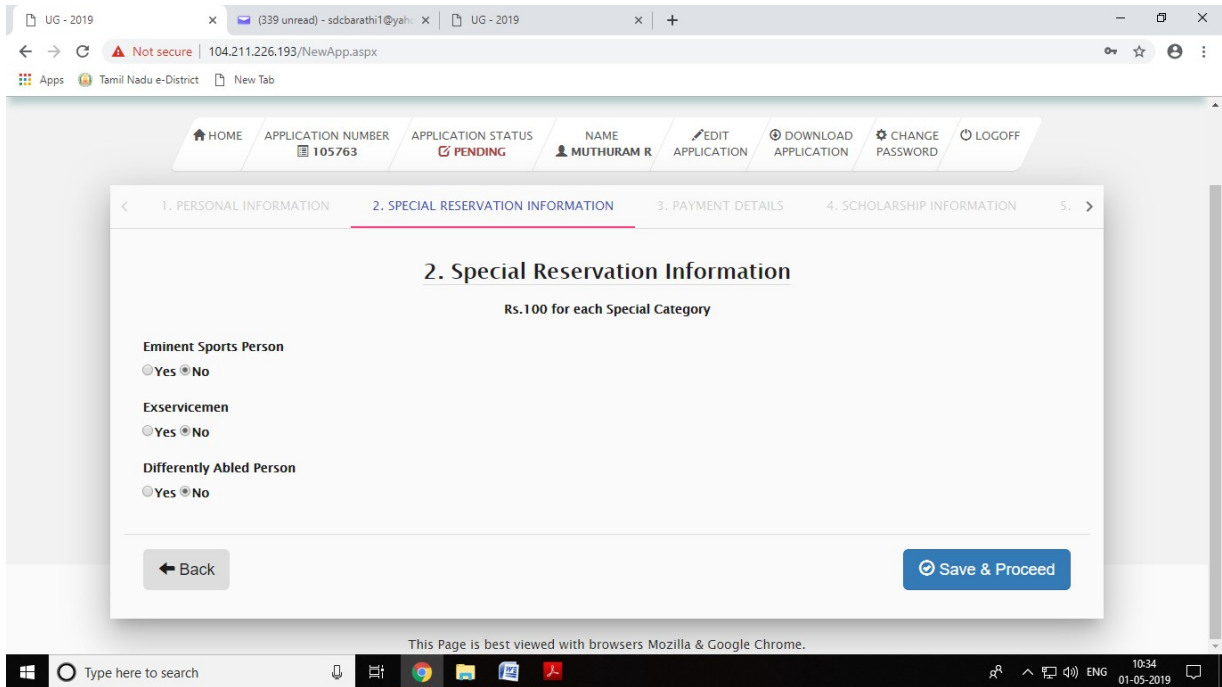 UG - 2019
(339 unread) - sdcbarathi1@yaho
UG - 2019
Not secure | 104.211.226.193/NewApp.aspx
Apps Tamil Nadu e-District New Tab
HOME
APPLICATION NUMBER
105763
APPLICATION STATUS
PENDING
NAME
MUTHURAM R
EDIT
APPLICATION
DOWNLOAD
APPLICATION
CHANGE
PASSWORD
LOGOFF
1. PERSONAL INFORMATION 2. SPECIAL RESERVATION INFORMATION 3. PAYMENT DETAILS 4. SCHOLARSHIP INFORMATION 5.
2. Special Reservation Information
Rs.100 for each Special Category
Eminent Sports Person
Yes No
Exservicemen
Yes No
Differently Abled Person
Yes No
Back Save & Proceed
This Page is best viewed with browsers Mozilla & Google Chrome.
Type here to search
ENG
10:34
01-05-2019